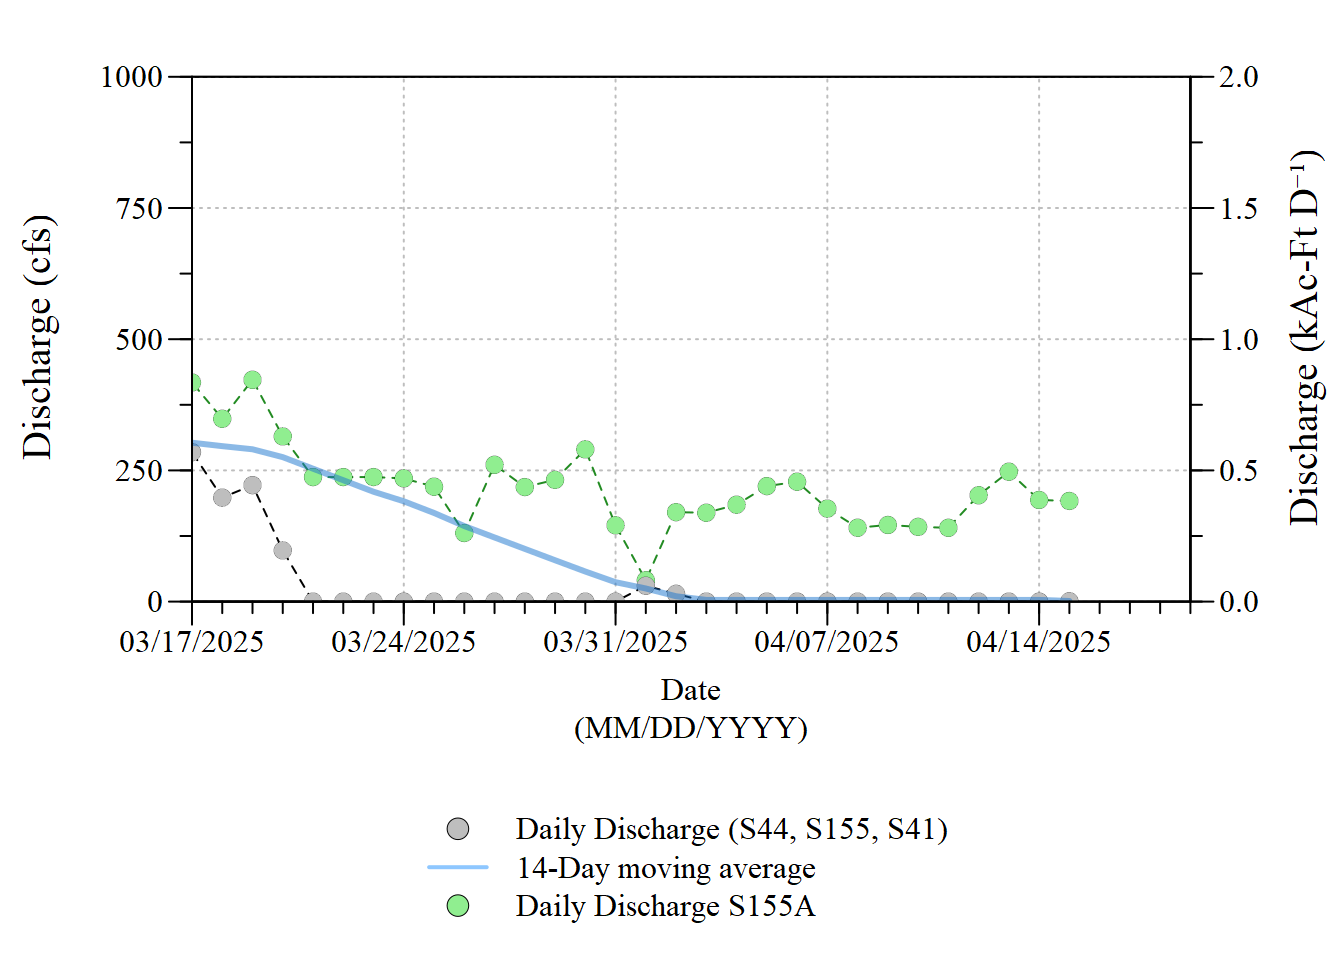 1000
750
500
250
0
Discharge (cfs)
2.0
1.5
1.0
0.5
0.0
Discharge (kAc-Ft D⁻¹)
03/17/2025 03/24/2025 03/31/2025 04/07/2025 04/14/2025
Date
(MM/DD/YYYY)
Daily Discharge (S44, S155, S41)
14-Day moving average
Daily Discharge S155A